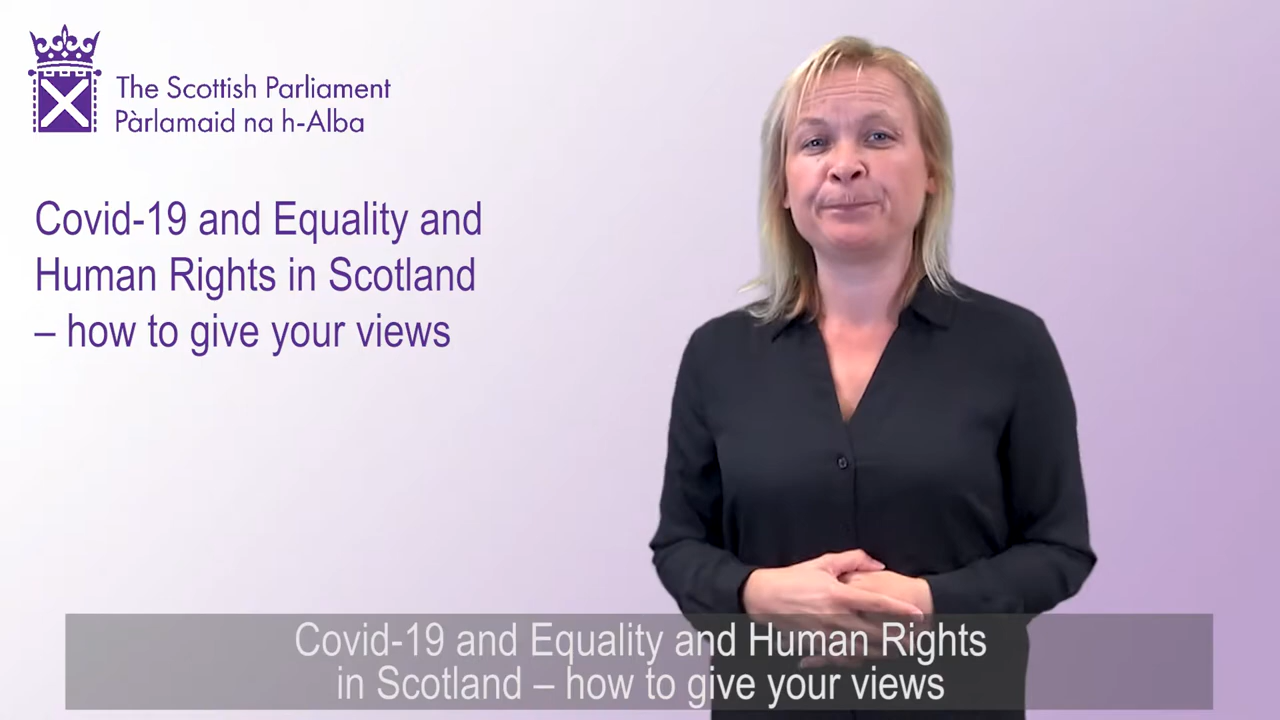 The Scottish Parliament
Pàrlamaid na h-Alba
Covid-19 and Equality and
Human Rights in Scotland
– how to give your views
Covid-19 and Equality and Human Rights
in Scotland – how to give your views